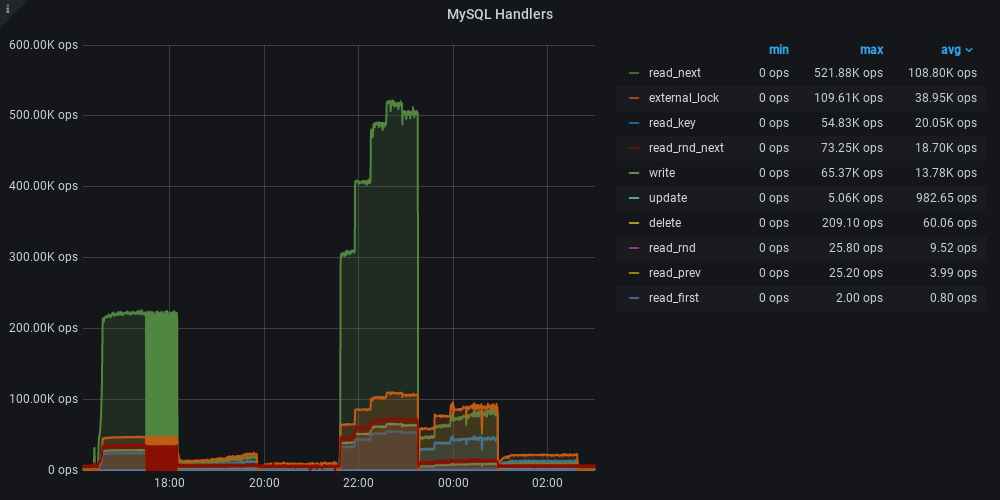 i
MySQL Handlers
600.00K ops
500.00K ops
400.00K ops
300.00K ops
200.00K ops
100.00K ops
0 ops
18:00 20:00 22:00 00:00 02:00
min max avg
read_next 0 ops 521.88K ops 108.80K ops
external_lock 0 ops 109.61K ops 38.95K ops
read_key 0 ops 54.83K ops 20.05K ops
read_rnd_next 0 ops 73.25K ops 18.70K ops
write 0 ops 65.37K ops 13.78K ops
update 0 ops 5.06K ops 982.65 ops
delete 0 ops 209.10 ops 60.06 ops
read_rnd 0 ops 25.80 ops 9.52 ops
read_prev 0 ops 25.20 ops 3.99 ops
read_first 0 ops 2.00 ops 0.80 ops